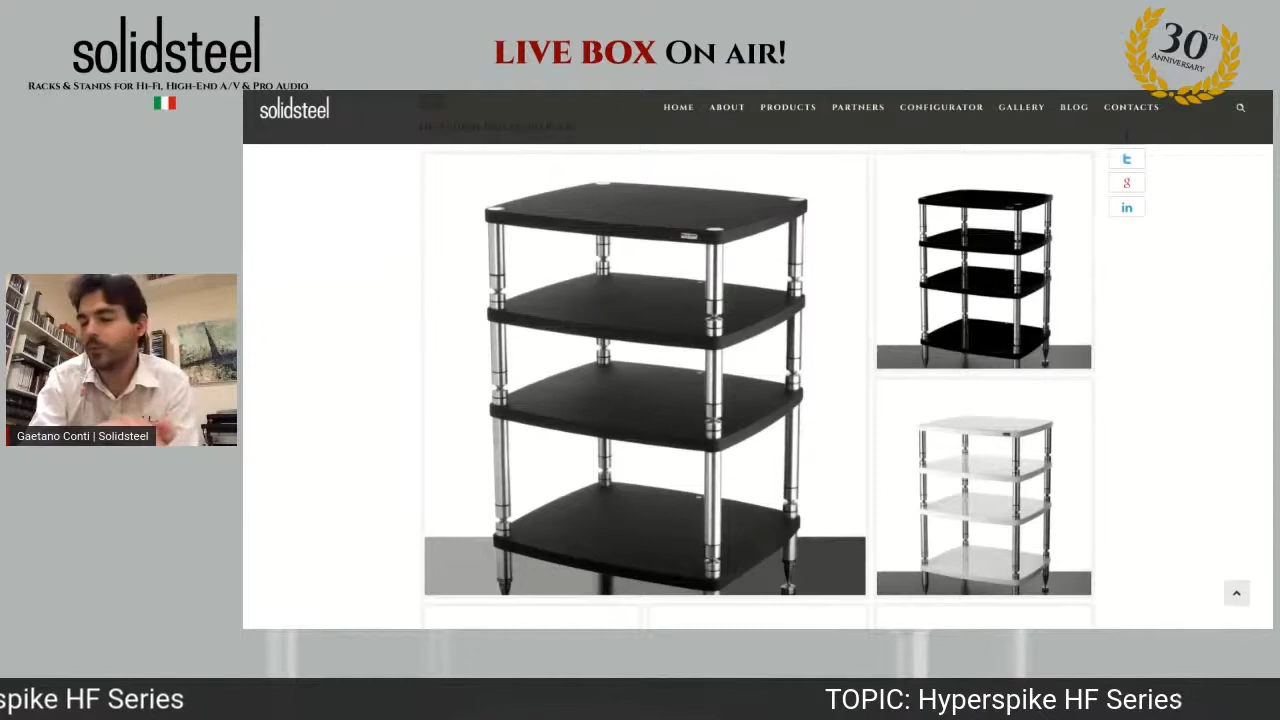 solidsteel
Racks & Stands for Hi-Fi, High-End A/V & Pro Audio
LIVE BOX On air!
30TH
ANNIVERSARY
solidsteel
HOME ABOUT PRODUCTS PARTNERS CONFIGURATOR GALLERY BLOG CONTACTS
Gaetano Conti | Solidsteel
spike HF Series
TOPIC: Hyperspike HF Series